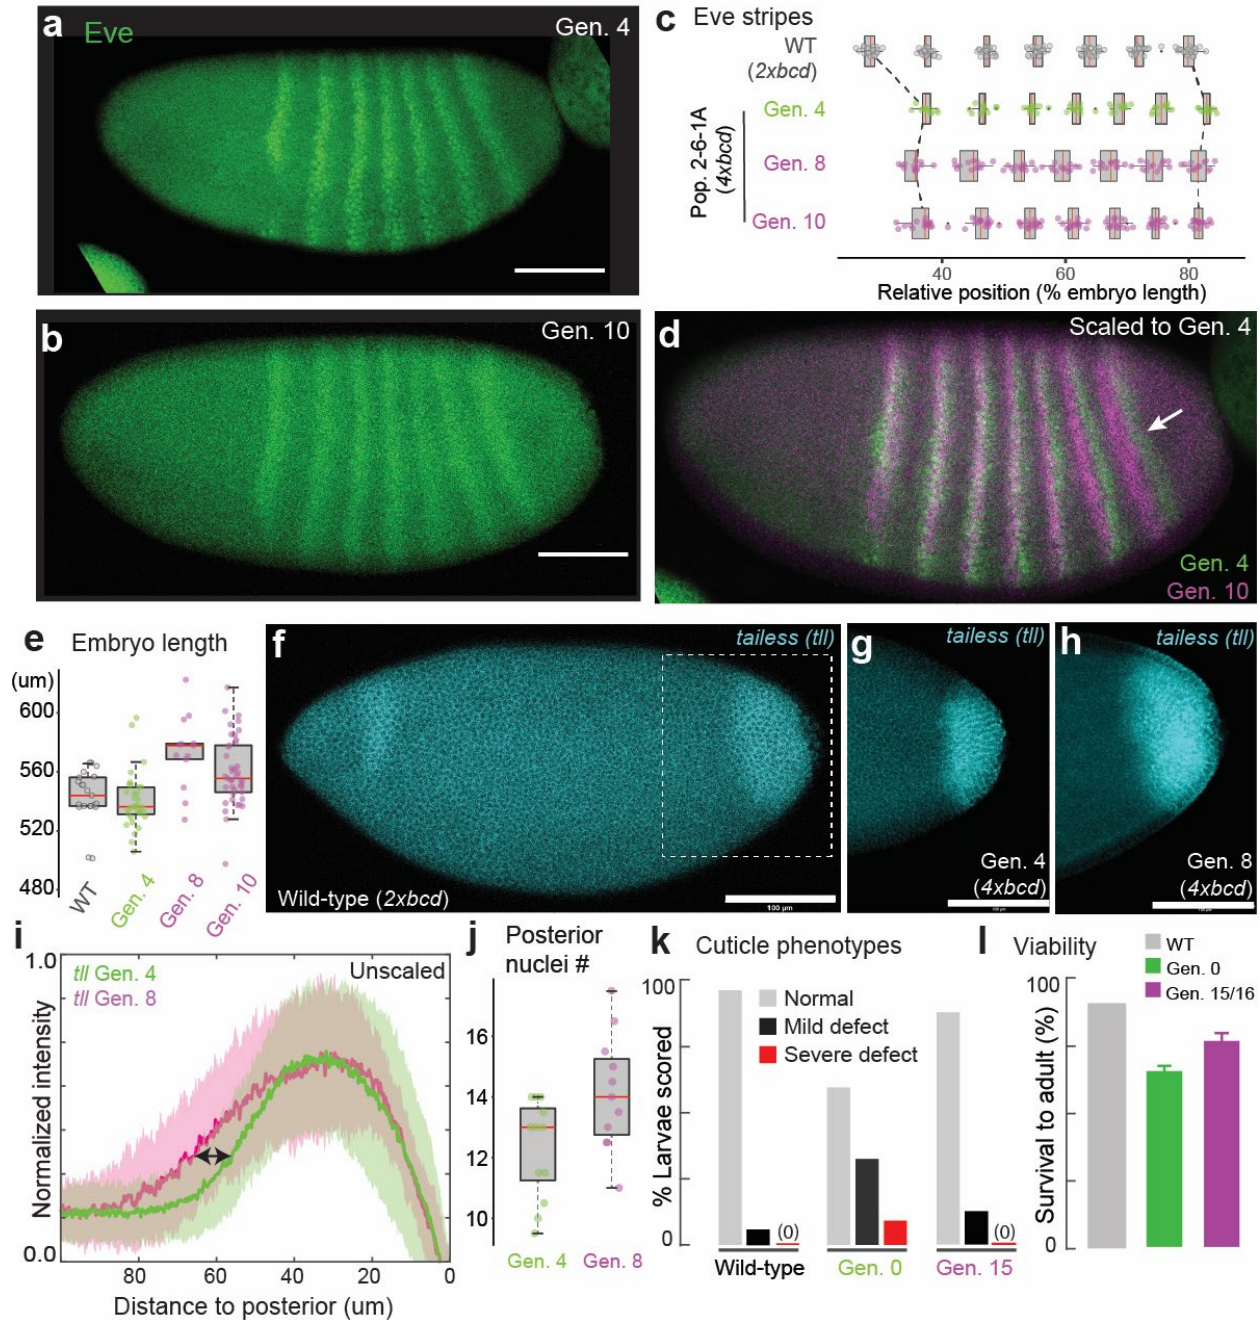 a
Eve
Gen. 4
b
Gen. 10
c Eve stripes
WT
(2xbcd)
Pop. 2-6-1A
(4xbcd)
Gen. 4
Gen. 8
Gen. 10
40 60 80
Relative position (% embryo length)
d
Scaled to Gen. 4
Gen. 4
Gen. 10
e Embryo length
(um)
600
560
520
480
WT Gen. 4 Gen. 8 Gen. 10
f
tailess (tll)
Wild-type (2xbcd)
100 µm
g
tailess (tll)
Gen. 4
(4xbcd)
h
tailess (tll)
Gen. 8
(4xbcd)
i
1.0
tll Gen. 4
tll Gen. 8
Unscaled
Normalized intensity
0.0
80 60 40 20 0
Distance to posterior (um)
j Posterior
nuclei #
16
14
12
10
Gen. 4 Gen. 8
k Cuticle phenotypes
100
Normal
Mild defect
Severe defect
% Larvae scored
0
(0) (0)
Wild-type Gen. 0 Gen. 15
l Viability
WT
Gen. 0
Gen. 15/16
100
Survival to adult (%)
0